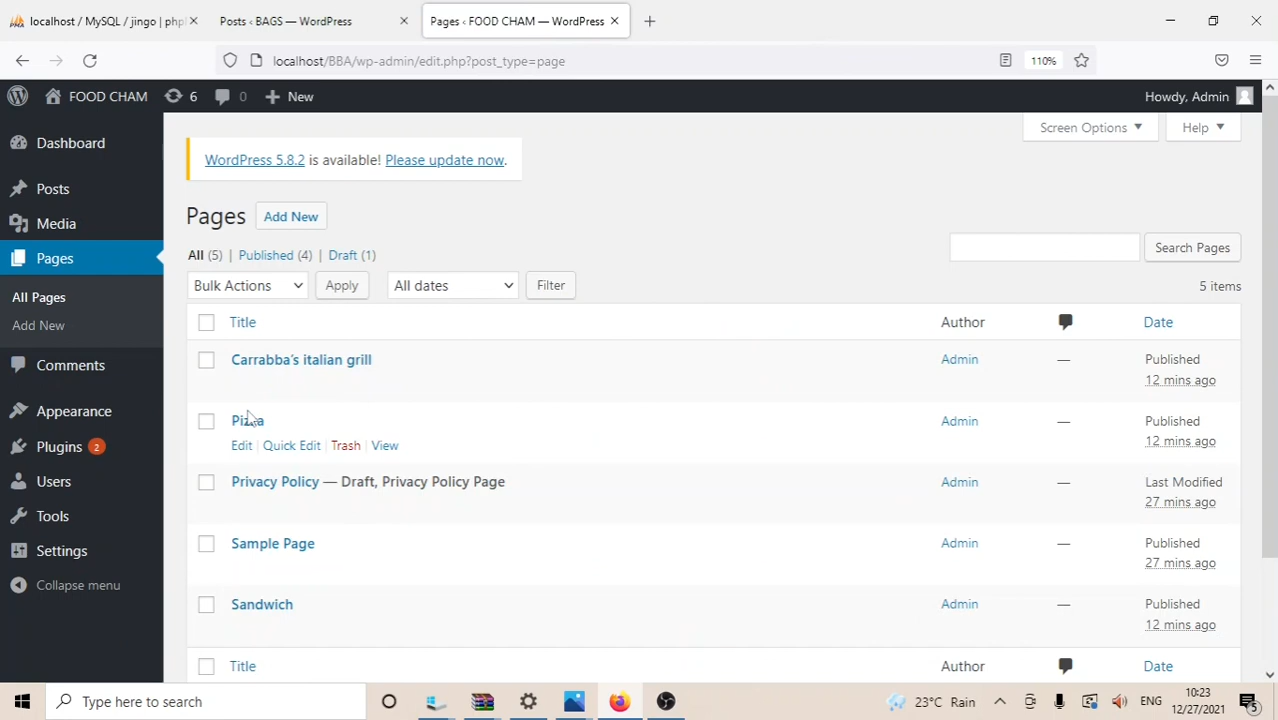 localhost / MySQL / jingo | phpl
Posts ‹ BAGS — WordPress
Pages ‹ FOOD CHAM — WordPress
localhost/BBA/wp-admin/edit.php?post_type=page
110%
FOOD CHAM
6
0
New
Howdy, Admin
Screen Options
Help
WordPress 5.8.2 is available! Please update now.
Pages
Add New
All (5) | Published (4) | Draft (1)
Search Pages
Bulk Actions
Apply
All dates
Filter
5 items
Title
Author
Date
Carrabba's italian grill
Admin
—
Published
12 mins ago
Pizza
Edit | Quick Edit | Trash | View
Admin
—
Published
12 mins ago
Privacy Policy — Draft, Privacy Policy Page
Admin
—
Last Modified
27 mins ago
Sample Page
Admin
—
Published
27 mins ago
Sandwich
Admin
—
Published
12 mins ago
Title
Author
Date
Dashboard
Posts
Media
Pages
All Pages
Add New
Comments
Appearance
Plugins 2
Users
Tools
Settings
Collapse menu
Type here to search
23°C Rain
ENG
10:23
12/27/2021
5